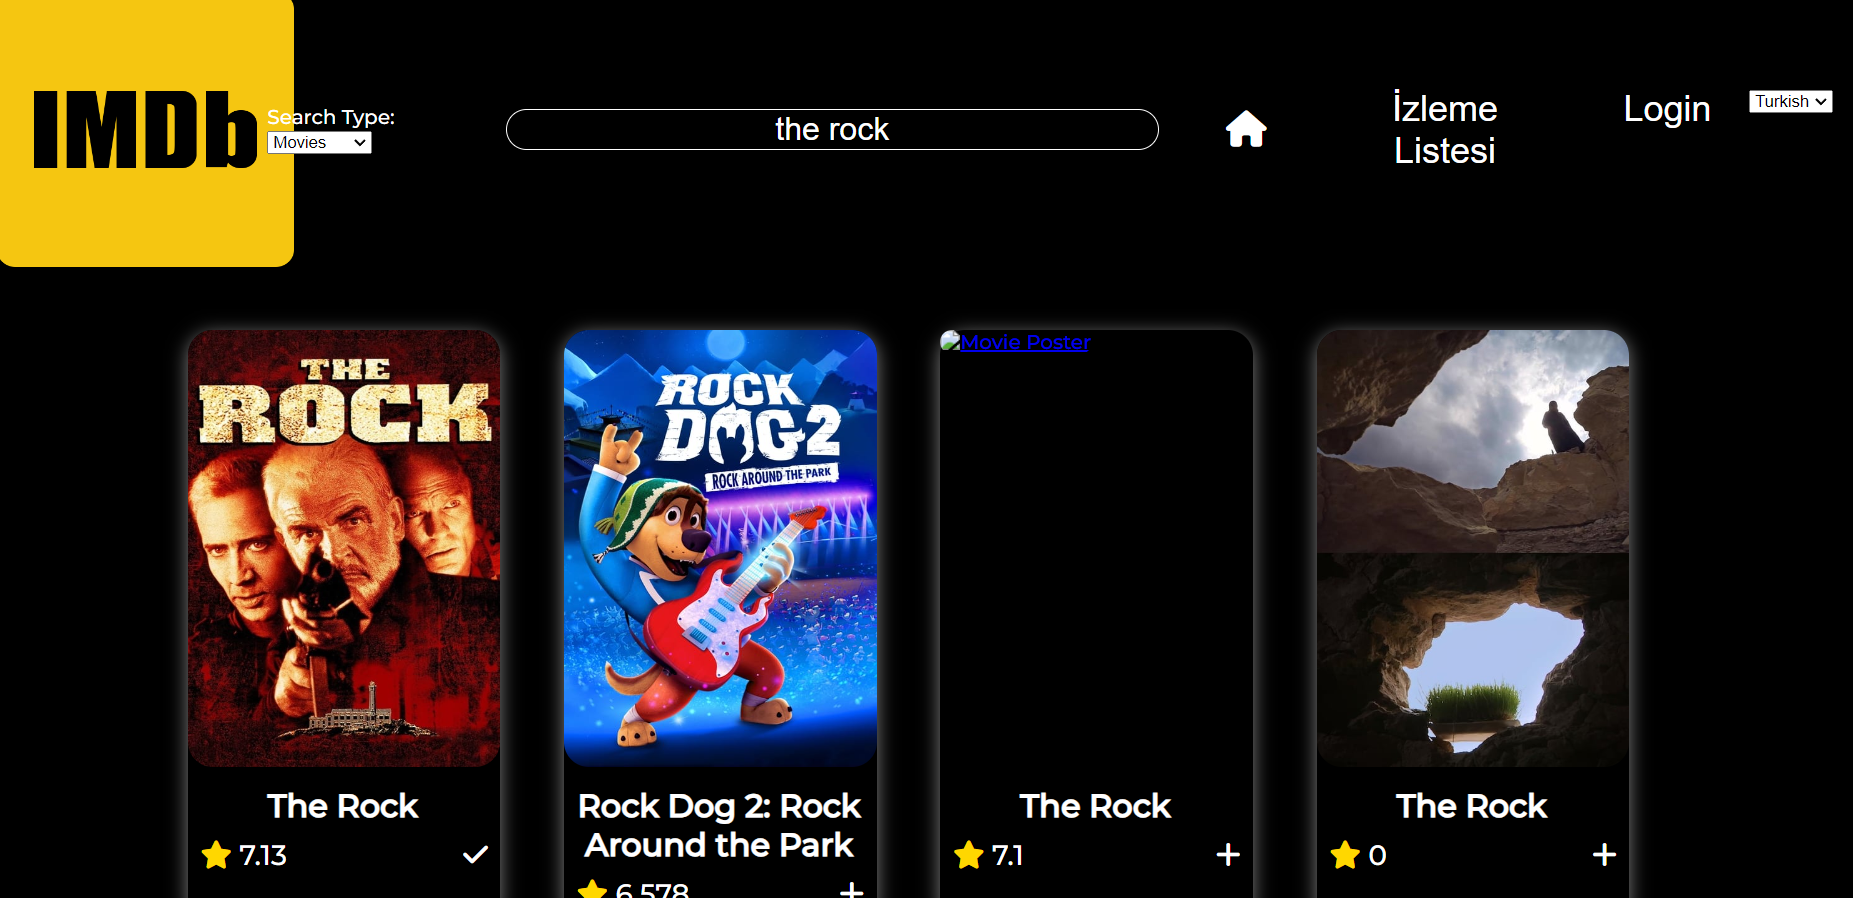 IMDb
Search Type:
Movies
the rock
İzleme
Listesi
Login
Turkish
THE
ROCK
ROCK
DOG 2
ROCK AROUND THE PARK
Movie Poster
The Rock
7.13
Rock Dog 2: Rock
Around the Park
6.578
The Rock
7.1
The Rock
0